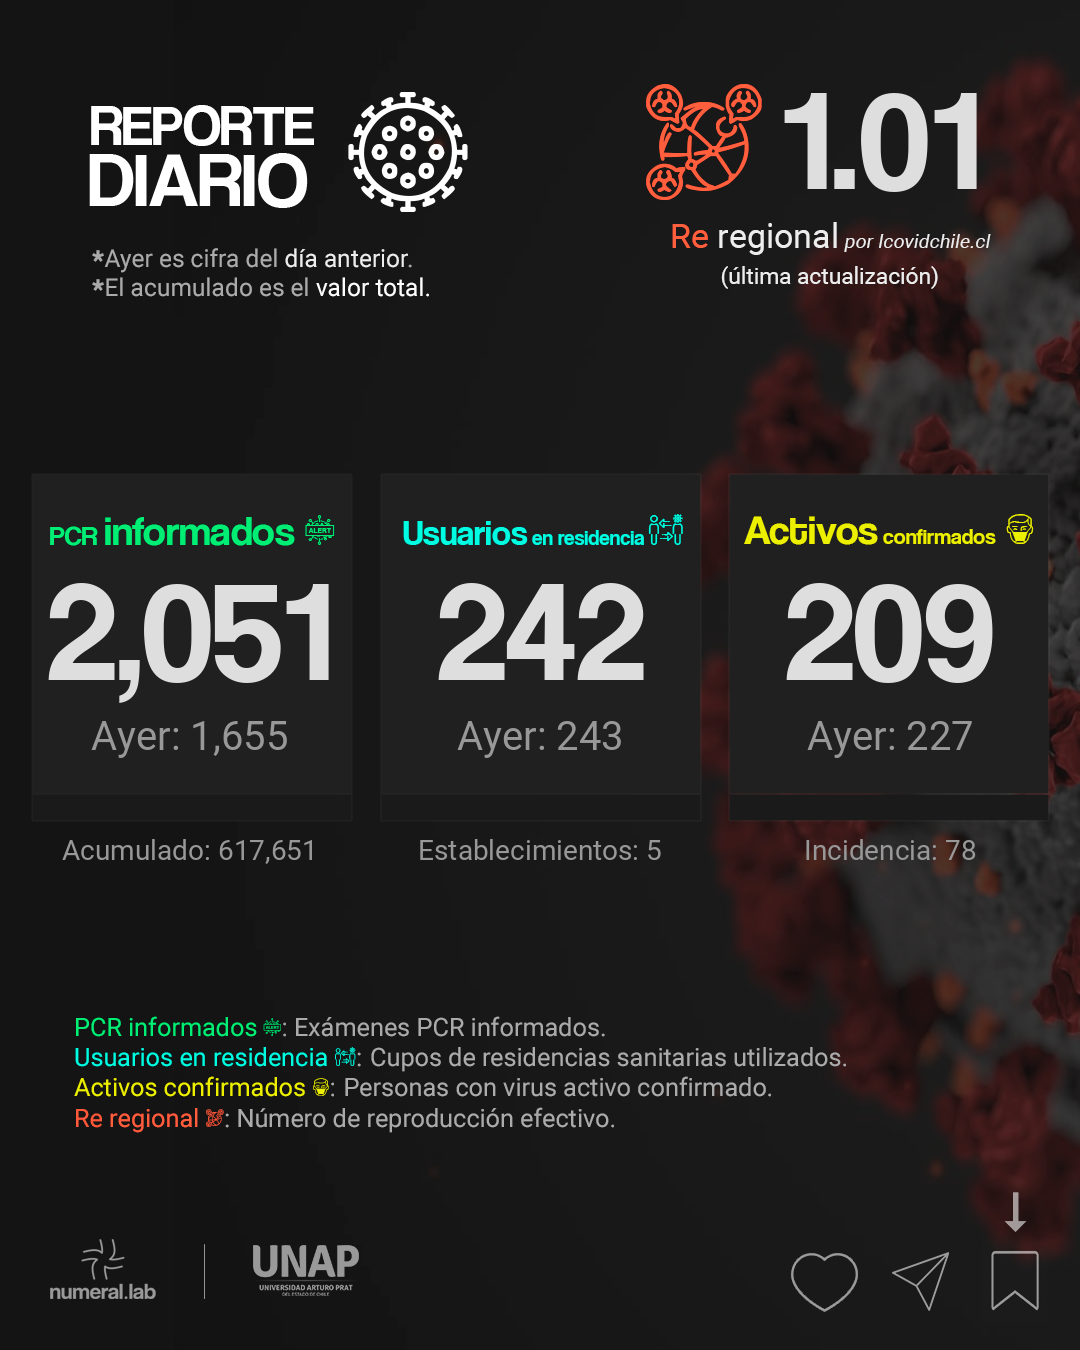 REPORTE
DIARIO
*Ayer es cifra del día anterior.
*El acumulado es el valor total.
1.01
Re regional por Icovidchile.cl
(última actualización)
PCR informados ALERT
2,051
Ayer: 1,655
Acumulado: 617,651
Usuarios en residencia
242
Ayer: 243
Establecimientos: 5
Activos confirmados
209
Ayer: 227
Incidencia: 78
PCR informados ALERT: Exámenes PCR informados.
Usuarios en residencia : Cupos de residencias sanitarias utilizados.
Activos confirmados : Personas con virus activo confirmado.
Re regional : Número de reproducción efectivo.
numeral.lab
UNAP
UNIVERSIDAD ARTURO PRAT
DEL ESTADO DE CHILE